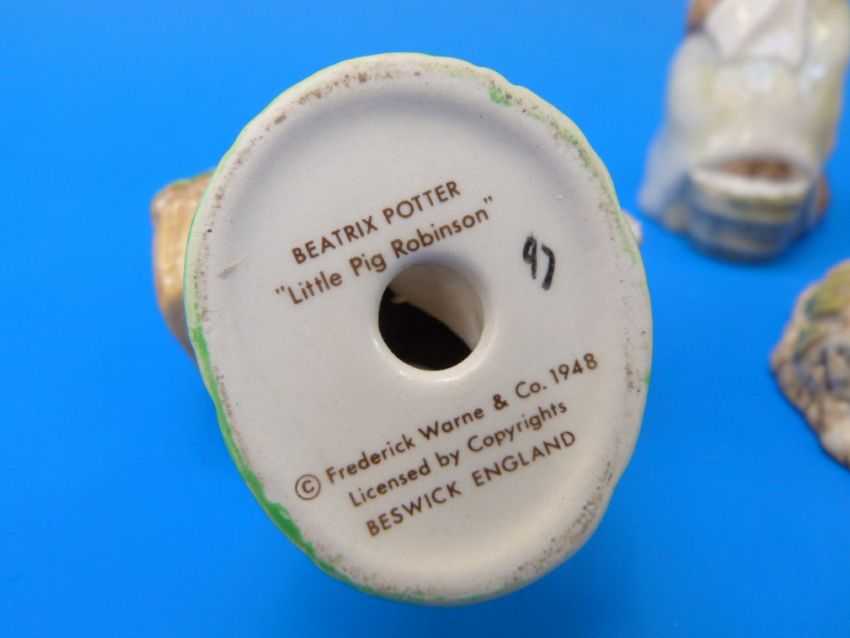 BEATRIX POTTER
"Little Pig Robinson"
97
© Frederick Warne & Co. 1948
Licensed by Copyrights
BESWICK ENGLAND